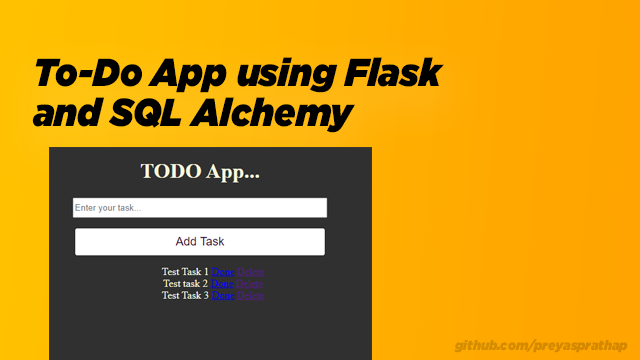 To-Do App using Flask
and SQL Alchemy
TODO App...
Enter your task...
Add Task
Test Task 1 Done Delete
Test task 2 Done Delete
Test Task 3 Done Delete
github.com/preyasprathap